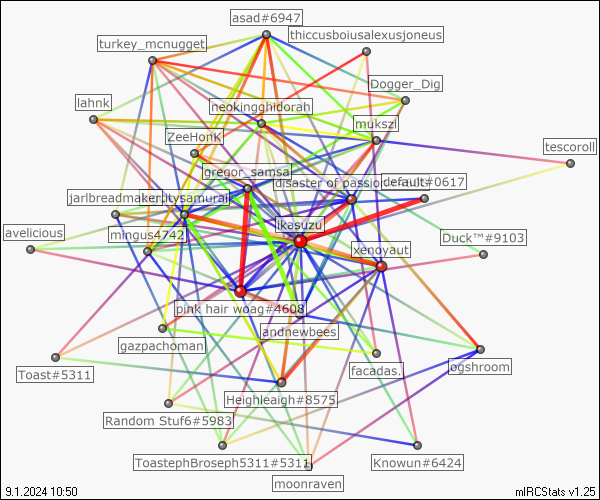 asad#6947
thiccusboiusalexusjoneus
turkey_mcnugget
Dogger_Dig
lahnk
neokingghidorah
mukszi
ZeeHonK
tescoroll
gregor_samsa
disaster of passion
default#0617
jarlbreadmaker
avelicious
mingus4742
ikasuzu
Duck™#9103
xenoyaut
pink hair woag#4608
andnewbees
gazpachoman
Toast#5311
facadas.
ogshroom
Heighleigh#8575
Random Stuf6#5983
ToastephBroseph5311#5311
Knowun#6424
moonraven
9.1.2024 10:50
mIRCStats v1.25